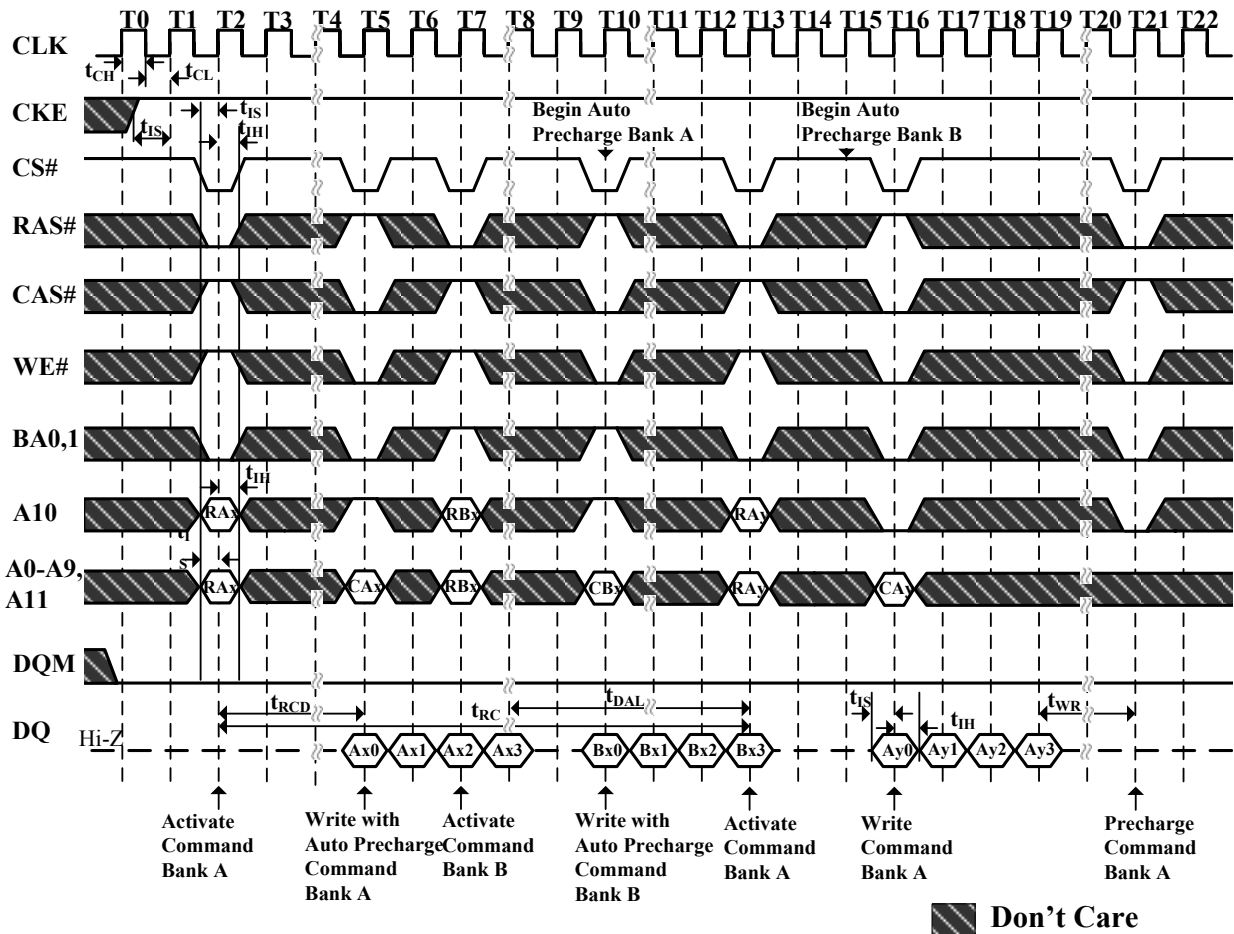 T0 T1 T2 T3 T4 T5 T6 T7 T8 T9 T10 T11 T12 T13 T14 T15 T16 T17 T18 T19 T20 T21 T22
CLK
tCH tCL
CKE
tIS
tIS
tIH
Begin Auto
Precharge Bank A
Begin Auto
Precharge Bank B
CS#
RAS#
CAS#
WE#
BA0,1
tIH
A10
RAx RBx RAy
tI
S
A0-A9,
A11
RAx CAx RBx CBx RAy CAy
DQM
tRCD tRC tDAL tIS tIH tWR
DQ
Hi-Z
Ax0 Ax1 Ax2 Ax3 Bx0 Bx1 Bx2 Bx3 Ay0 Ay1 Ay2 Ay3
Activate
Command
Bank A
Write with
Auto Precharge
Command
Bank A
Activate
Command
Bank B
Write with
Auto Precharge
Command
Bank B
Activate
Command
Bank A
Write
Command
Bank A
Precharge
Command
Bank A
Don't Care